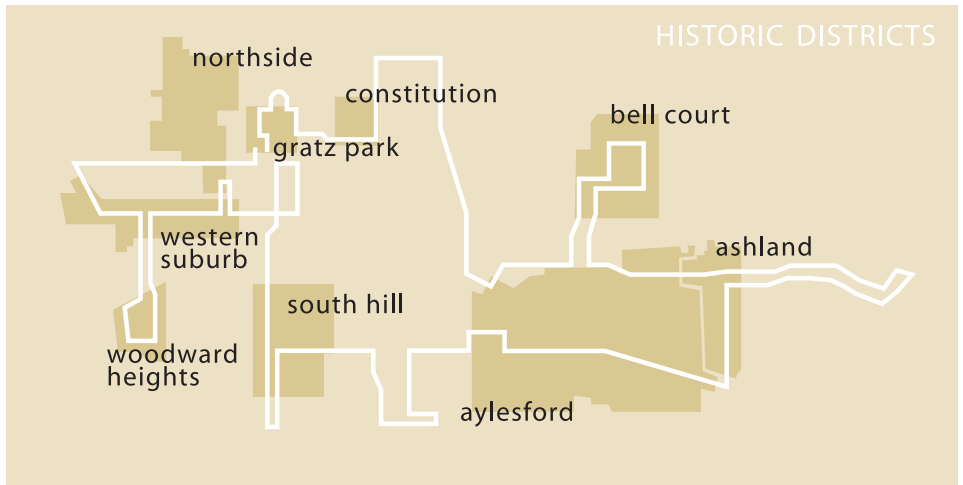 HISTORIC DISTRICTS
northside
constitution
bell court
gratz park
western
suburb
ashland
south hill
woodward
heights
aylesford